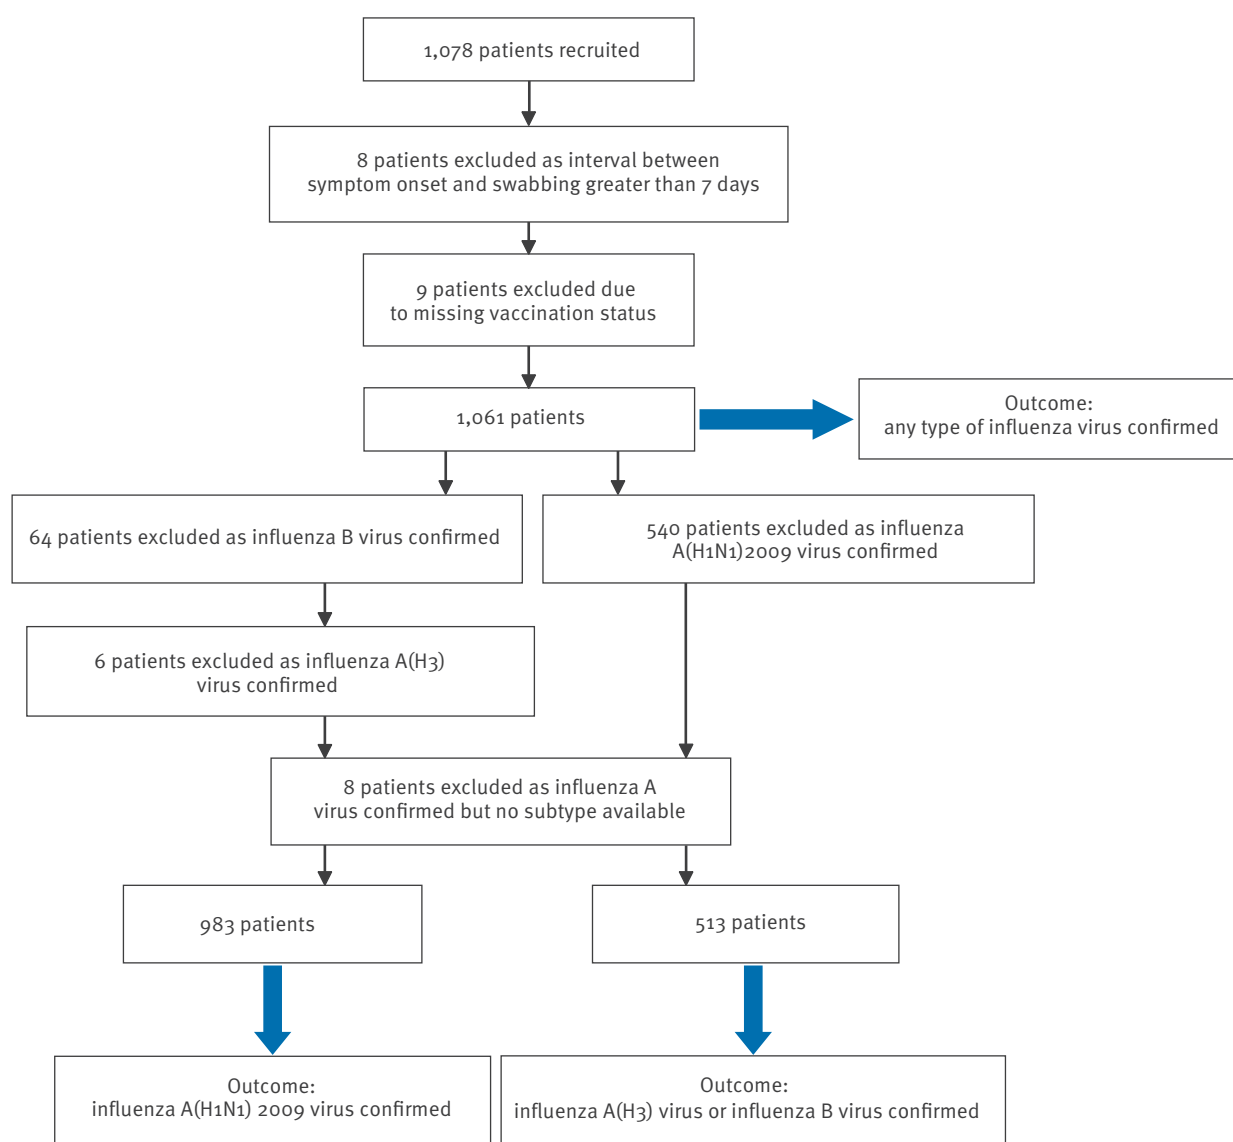 1,078 patients recruited
8 patients excluded as interval between
symptom onset and swabbing greater than 7 days
9 patients excluded due
to missing vaccination status
1,061 patients
Outcome:
any type of influenza virus confirmed
64 patients excluded as influenza B virus confirmed
540 patients excluded as influenza
A(H1N1)2009 virus confirmed
6 patients excluded as influenza A(H3)
virus confirmed
8 patients excluded as influenza A
virus confirmed but no subtype available
983 patients
513 patients
Outcome:
influenza A(H1N1) 2009 virus confirmed
Outcome:
influenza A(H3) virus or influenza B virus confirmed